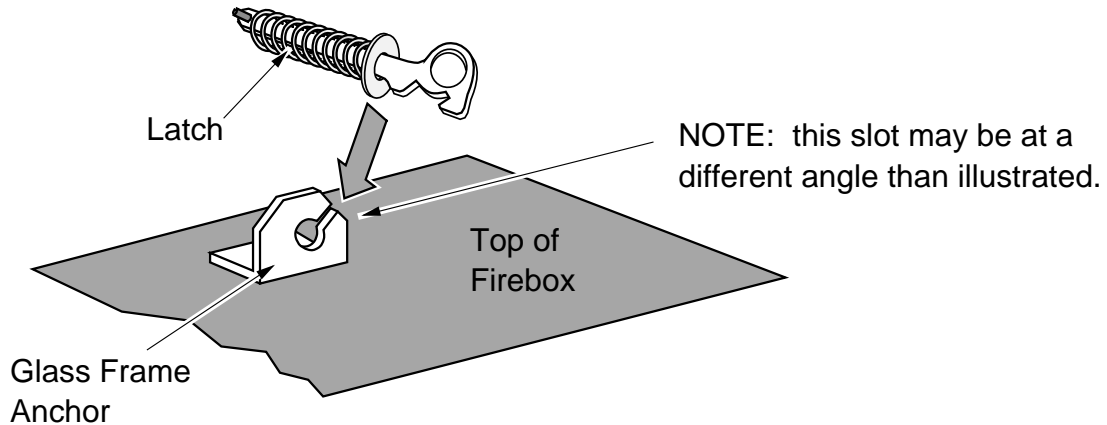 Latch
NOTE:  this slot may be at a
different angle than illustrated.
Top of
Firebox
Glass Frame
Anchor